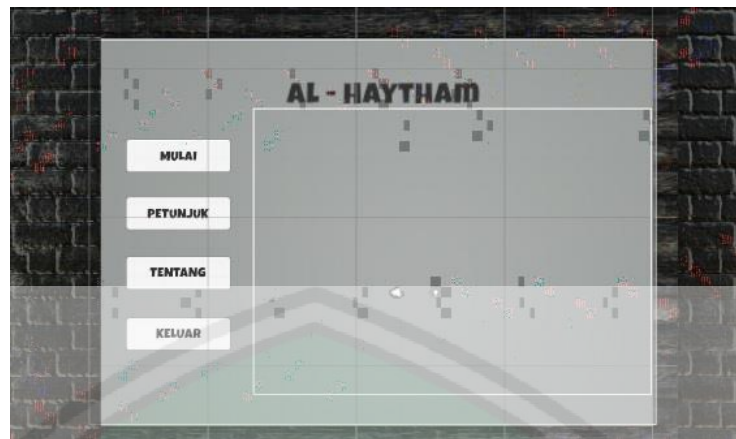 AL - HAYTHAM
MULAI
PETUNJUK
TENTANG
KELUAR